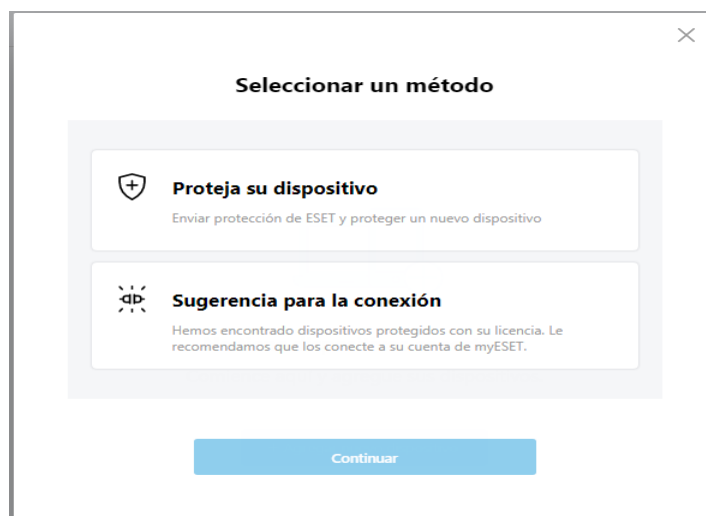 Seleccionar un método
Proteja su dispositivo
Enviar protección de ESET y proteger un nuevo dispositivo
Sugerencia para la conexión
Hemos encontrado dispositivos protegidos con su licencia. Le
recomendamos que los conecte a su cuenta de myESET.
Continuar